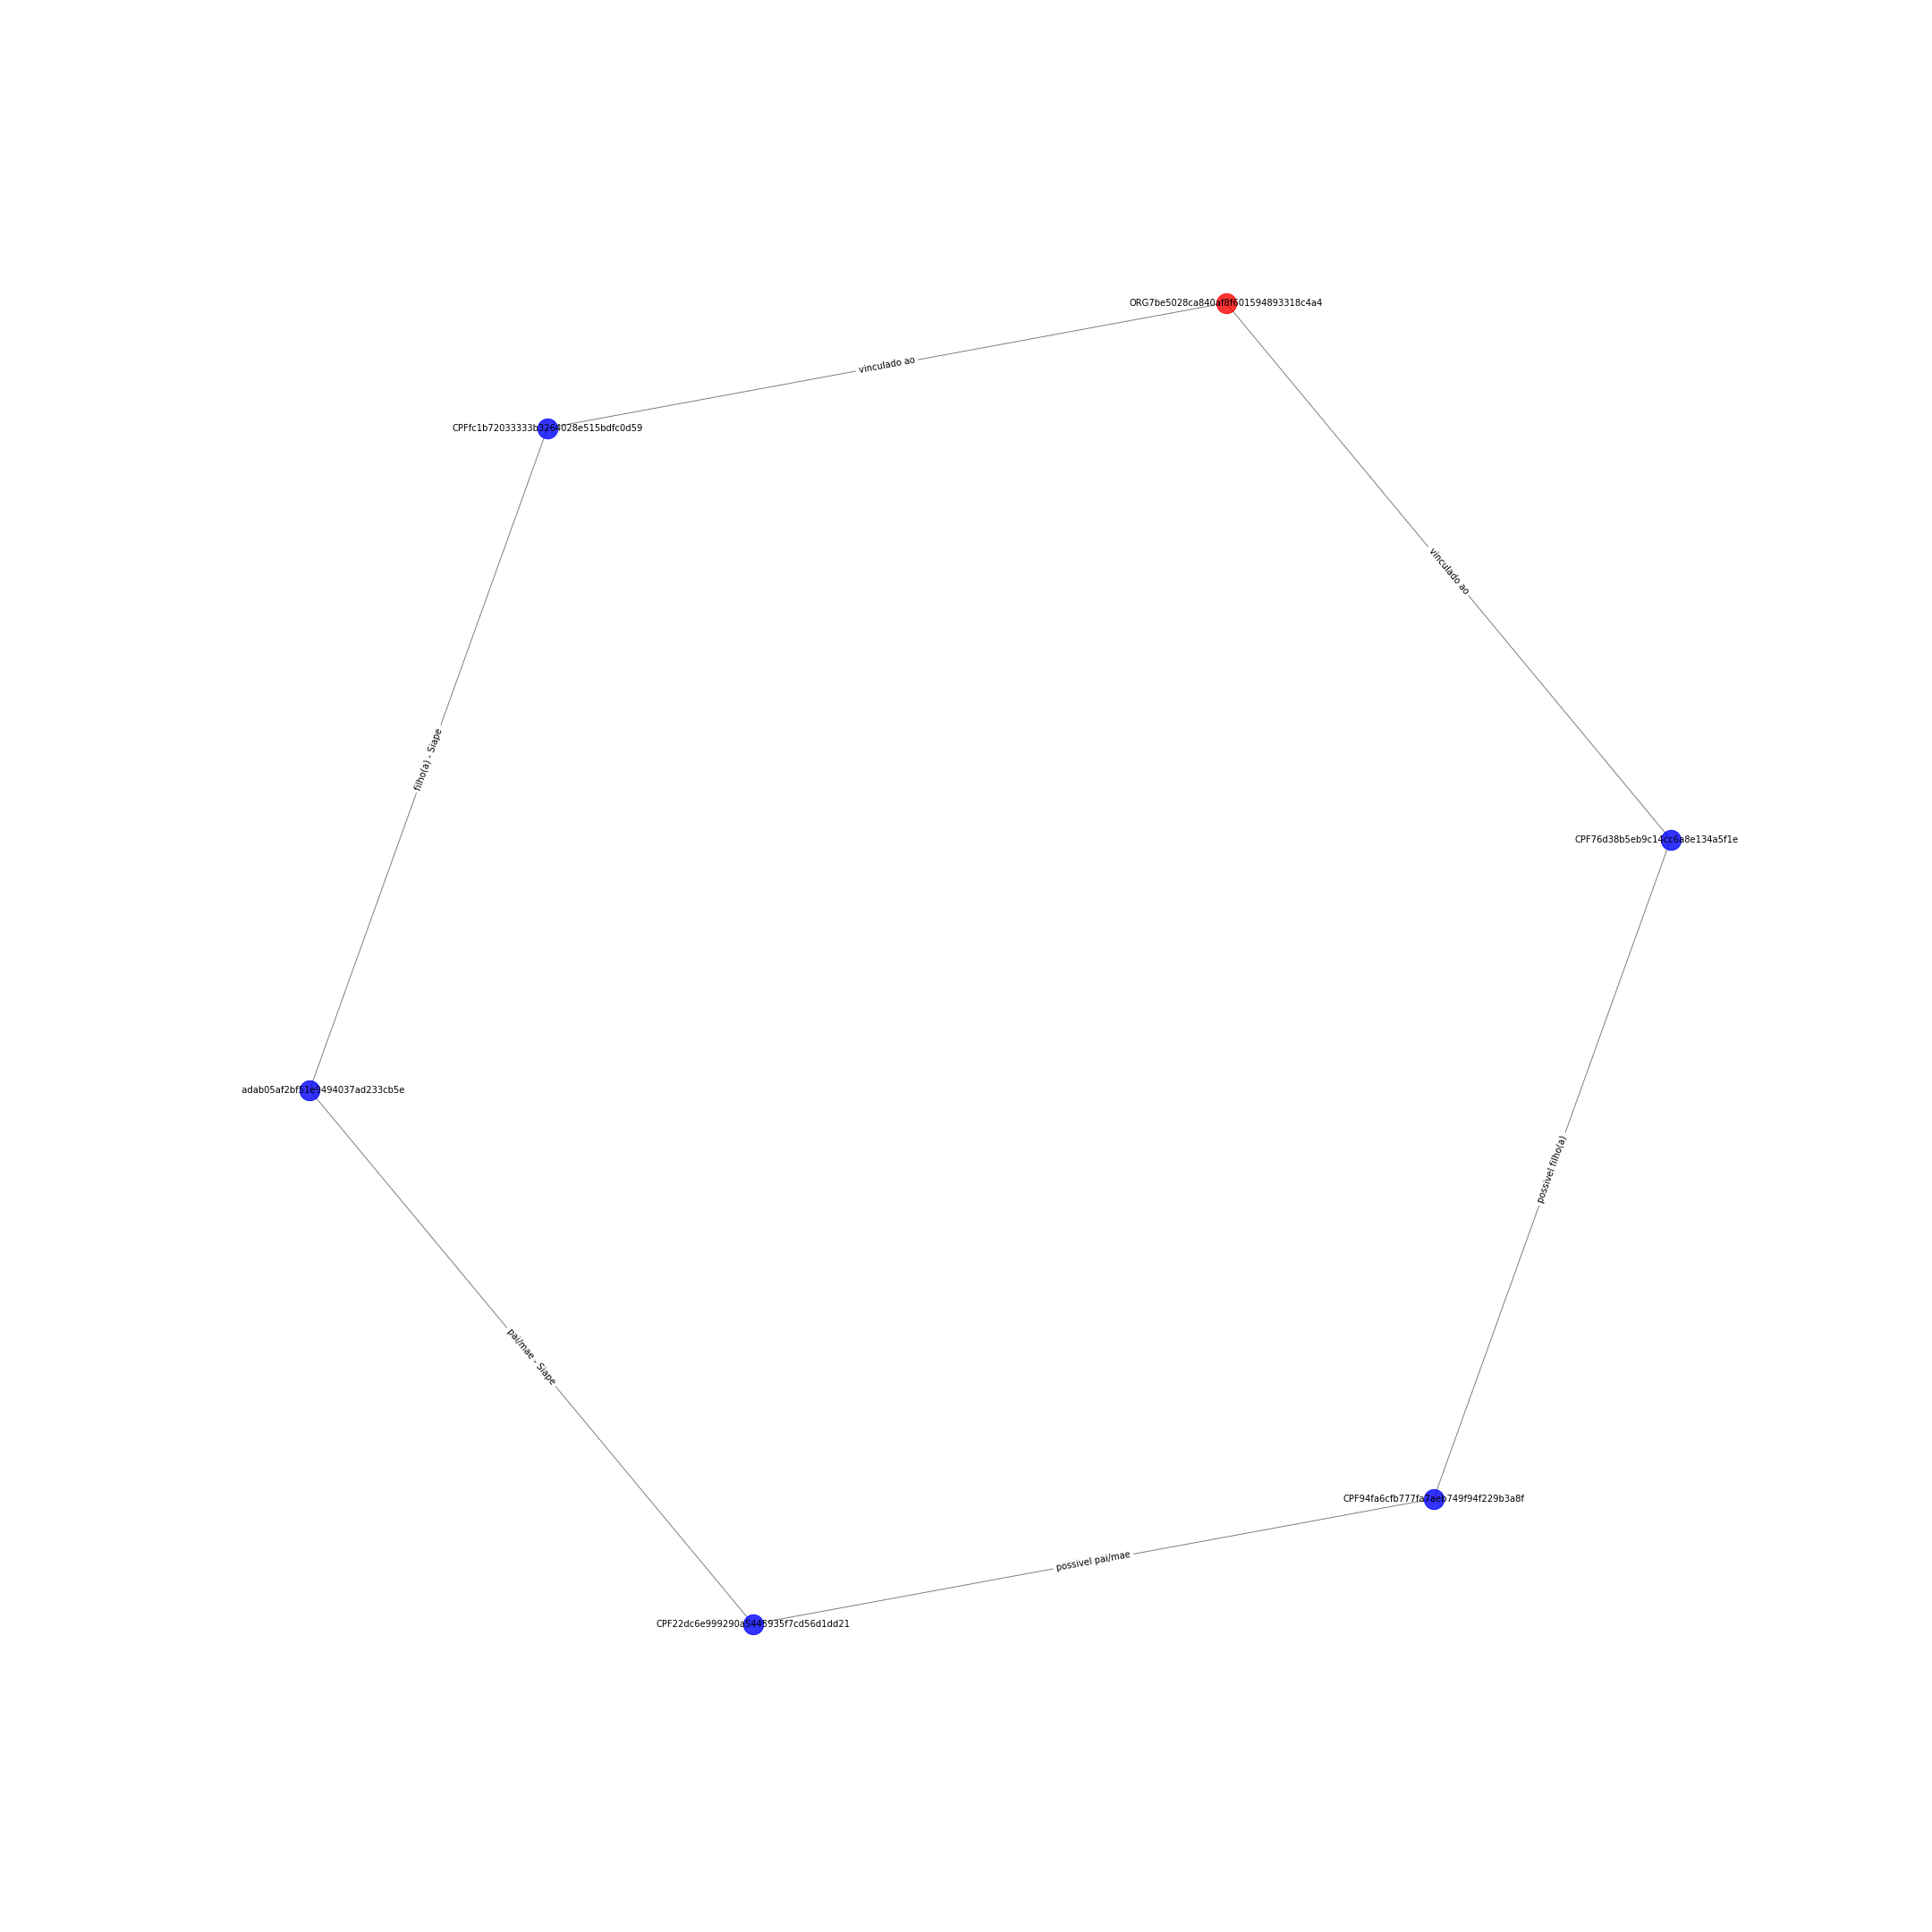 ORG7be5028ca840af8f601594893318c4a4
vinculado ao
CPFfc1b72033333b3264028e515bdfc0d59
vinculado ao
filho(a) - Siape
CPF76d38b5eb9c14cc6a8e134a5f1e
adab05af2bf51e9494037ad233cb5e
possivel filho(a)
pai/mae - Siape
CPF94fa6cfb777fa7aeb749f94f229b3a8f
possivel pai/mae
CPF22dc6e999290a5445935f7cd56d1dd21